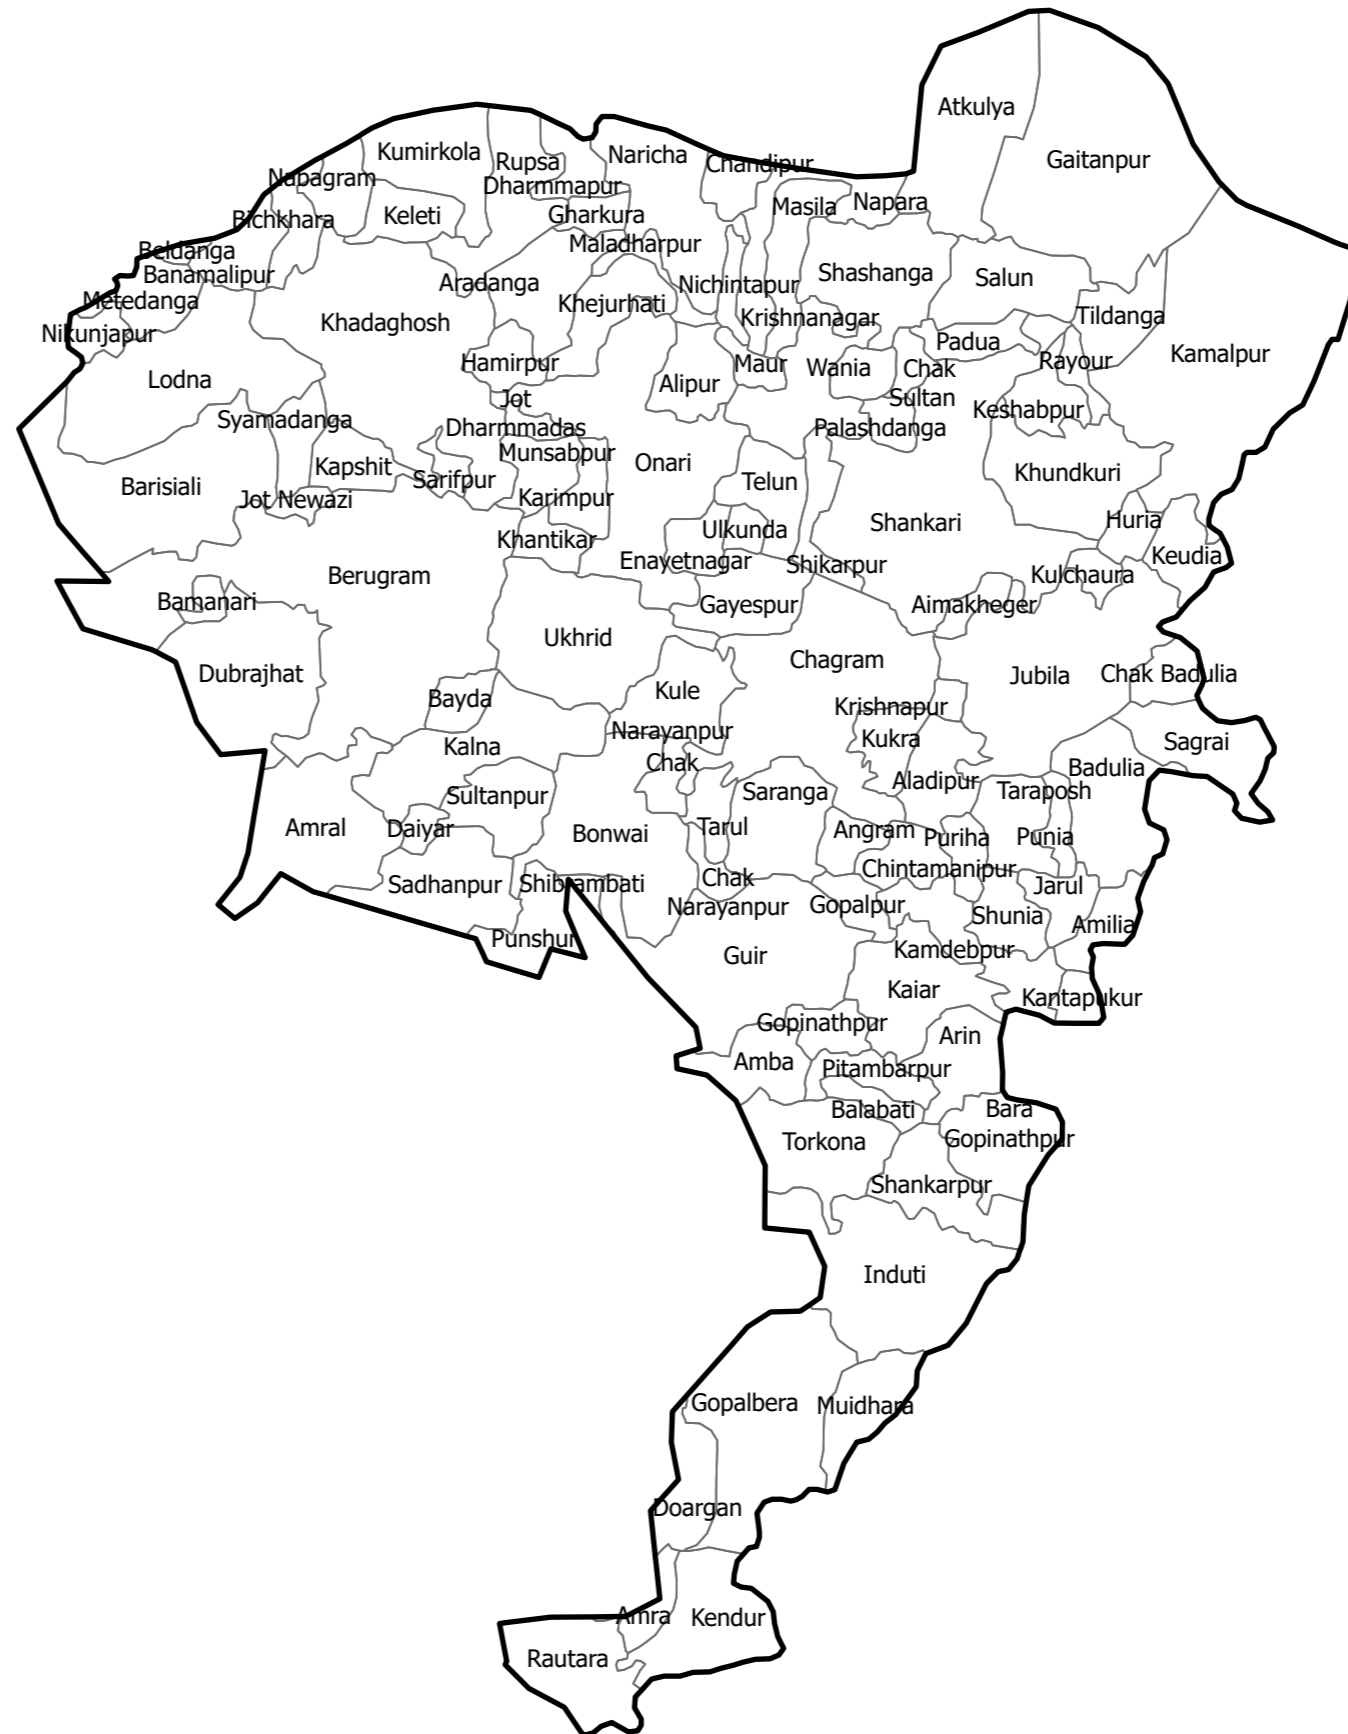 Atkulya
Gaitanpur
Kumirkola
Rupsa
Naricha
Chandipur
Nabagram
Dharmmapur
Masila
Napara
Keleti
Gharkura
Bichkhara
Maladharpur
Beldanga
Banamalipur
Aradanga
Nichintapur
Shashanga
Salun
Metedanga
Khejurhati
Krishnanagar
Tildanga
Nikunjapur
Khadaghosh
Padua
Kamalpur
Hamirpur
Maur
Wania
Chak
Sultan
Rayour
Lodna
Alipur
Jot
Dharmmadas
Keshabpur
Syamadanga
Palashdanga
Munsabpur
Kapshit
Onari
Khundkuri
Barisiali
Sarifpur
Telun
Jot Newazi
Karimpur
Ulkunda
Shankari
Huria
Khantikar
Enayetnagar
Shikarpur
Keudia
Berugram
Kulchaura
Bamanari
Gayespur
Aimakheger
Ukhrid
Chagram
Dubrajhat
Jubila
Chak Badulia
Bayda
Kule
Krishnapur
Narayanpur
Chak
Kukra
Sagrai
Kalna
Badulia
Sultanpur
Saranga
Aladipur
Taraposh
Amral
Daiyar
Bonwai
Tarul
Angram
Puriha
Punia
Sadhanpur
Shibrambati
Chak
Narayanpur
Chintamanipur
Jarul
Gopalpur
Shunia
Amilia
Punshur
Guir
Kamdebpur
Kaiar
Kantapukur
Gopinathpur
Arin
Amba
Pitambarpur
Balabati
Bara
Gopinathpur
Torkona
Shankarpur
Induti
Gopalbera
Muidhara
Doargan
Amra
Kendur
Rautara